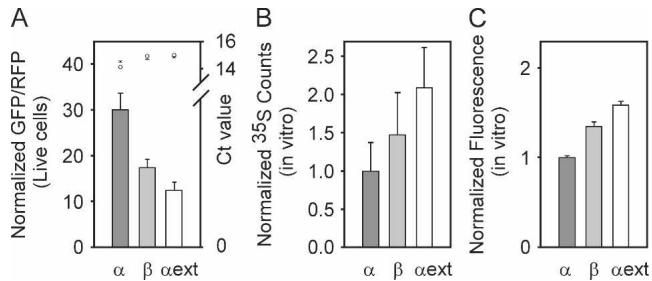 A
B
C
Normalized GFP/RFP
(Live cells)
40
30
20
10
0
16
14
0
Ct value
α β αext
Normalized ³⁵S Counts
(in vitro)
2.5
2.0
1.5
1.0
0.5
0.0
α β αext
Normalized Fluorescence
(in vitro)
2
1
0
α β αext